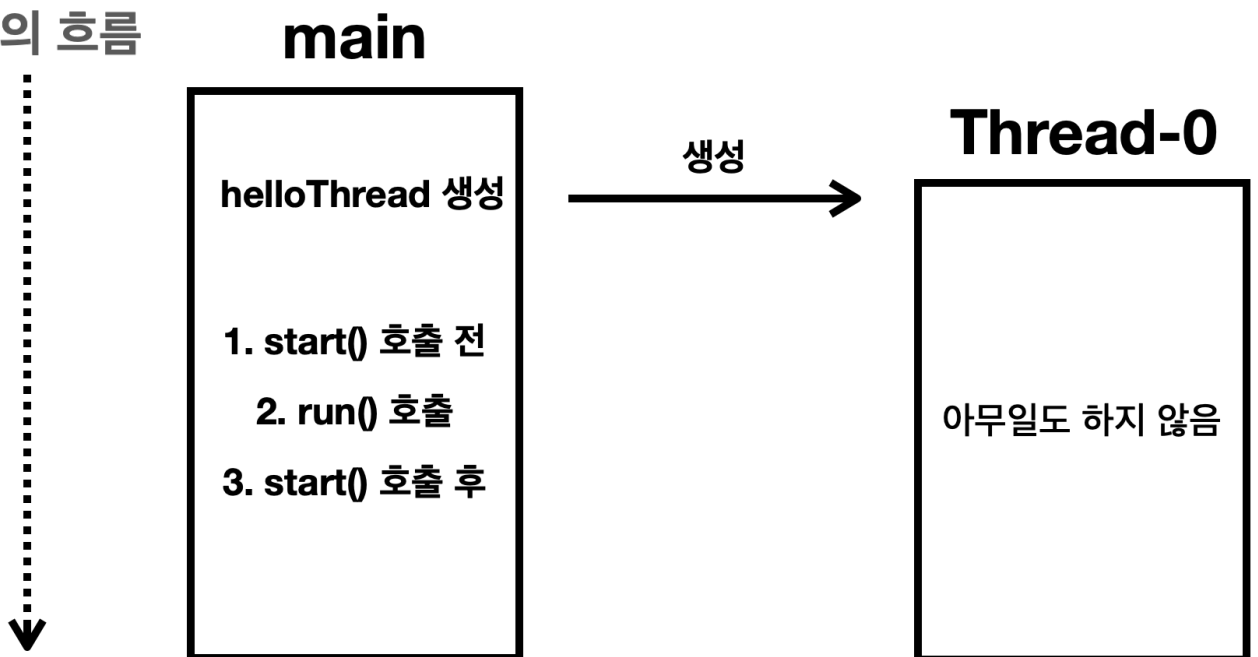 의 흐름
main
Thread-0
생성
helloThread 생성
1. start() 호출 전
2. run() 호출
3. start() 호출 후
아무일도 하지 않음